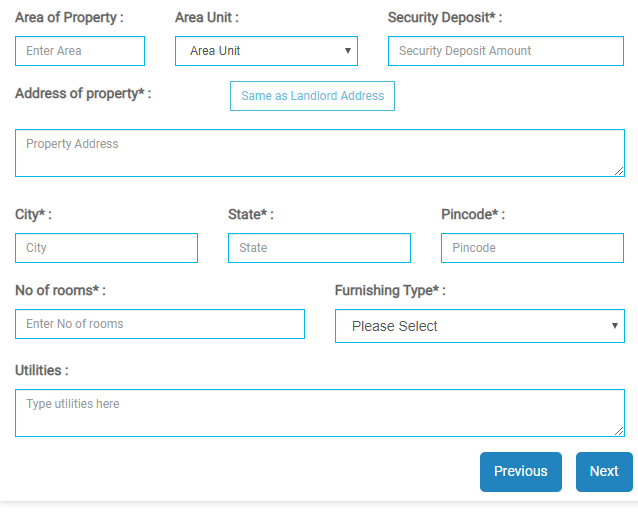 Area of Property :
Area Unit :
Security Deposit* :
Enter Area
Area Unit
Security Deposit Amount
Address of property* :
Same as Landlord Address
Property Address
City* :
State* :
Pincode* :
City
State
Pincode
No of rooms* :
Furnishing Type* :
Enter No of rooms
Please Select
Utilities :
Type utilities here
Previous
Next